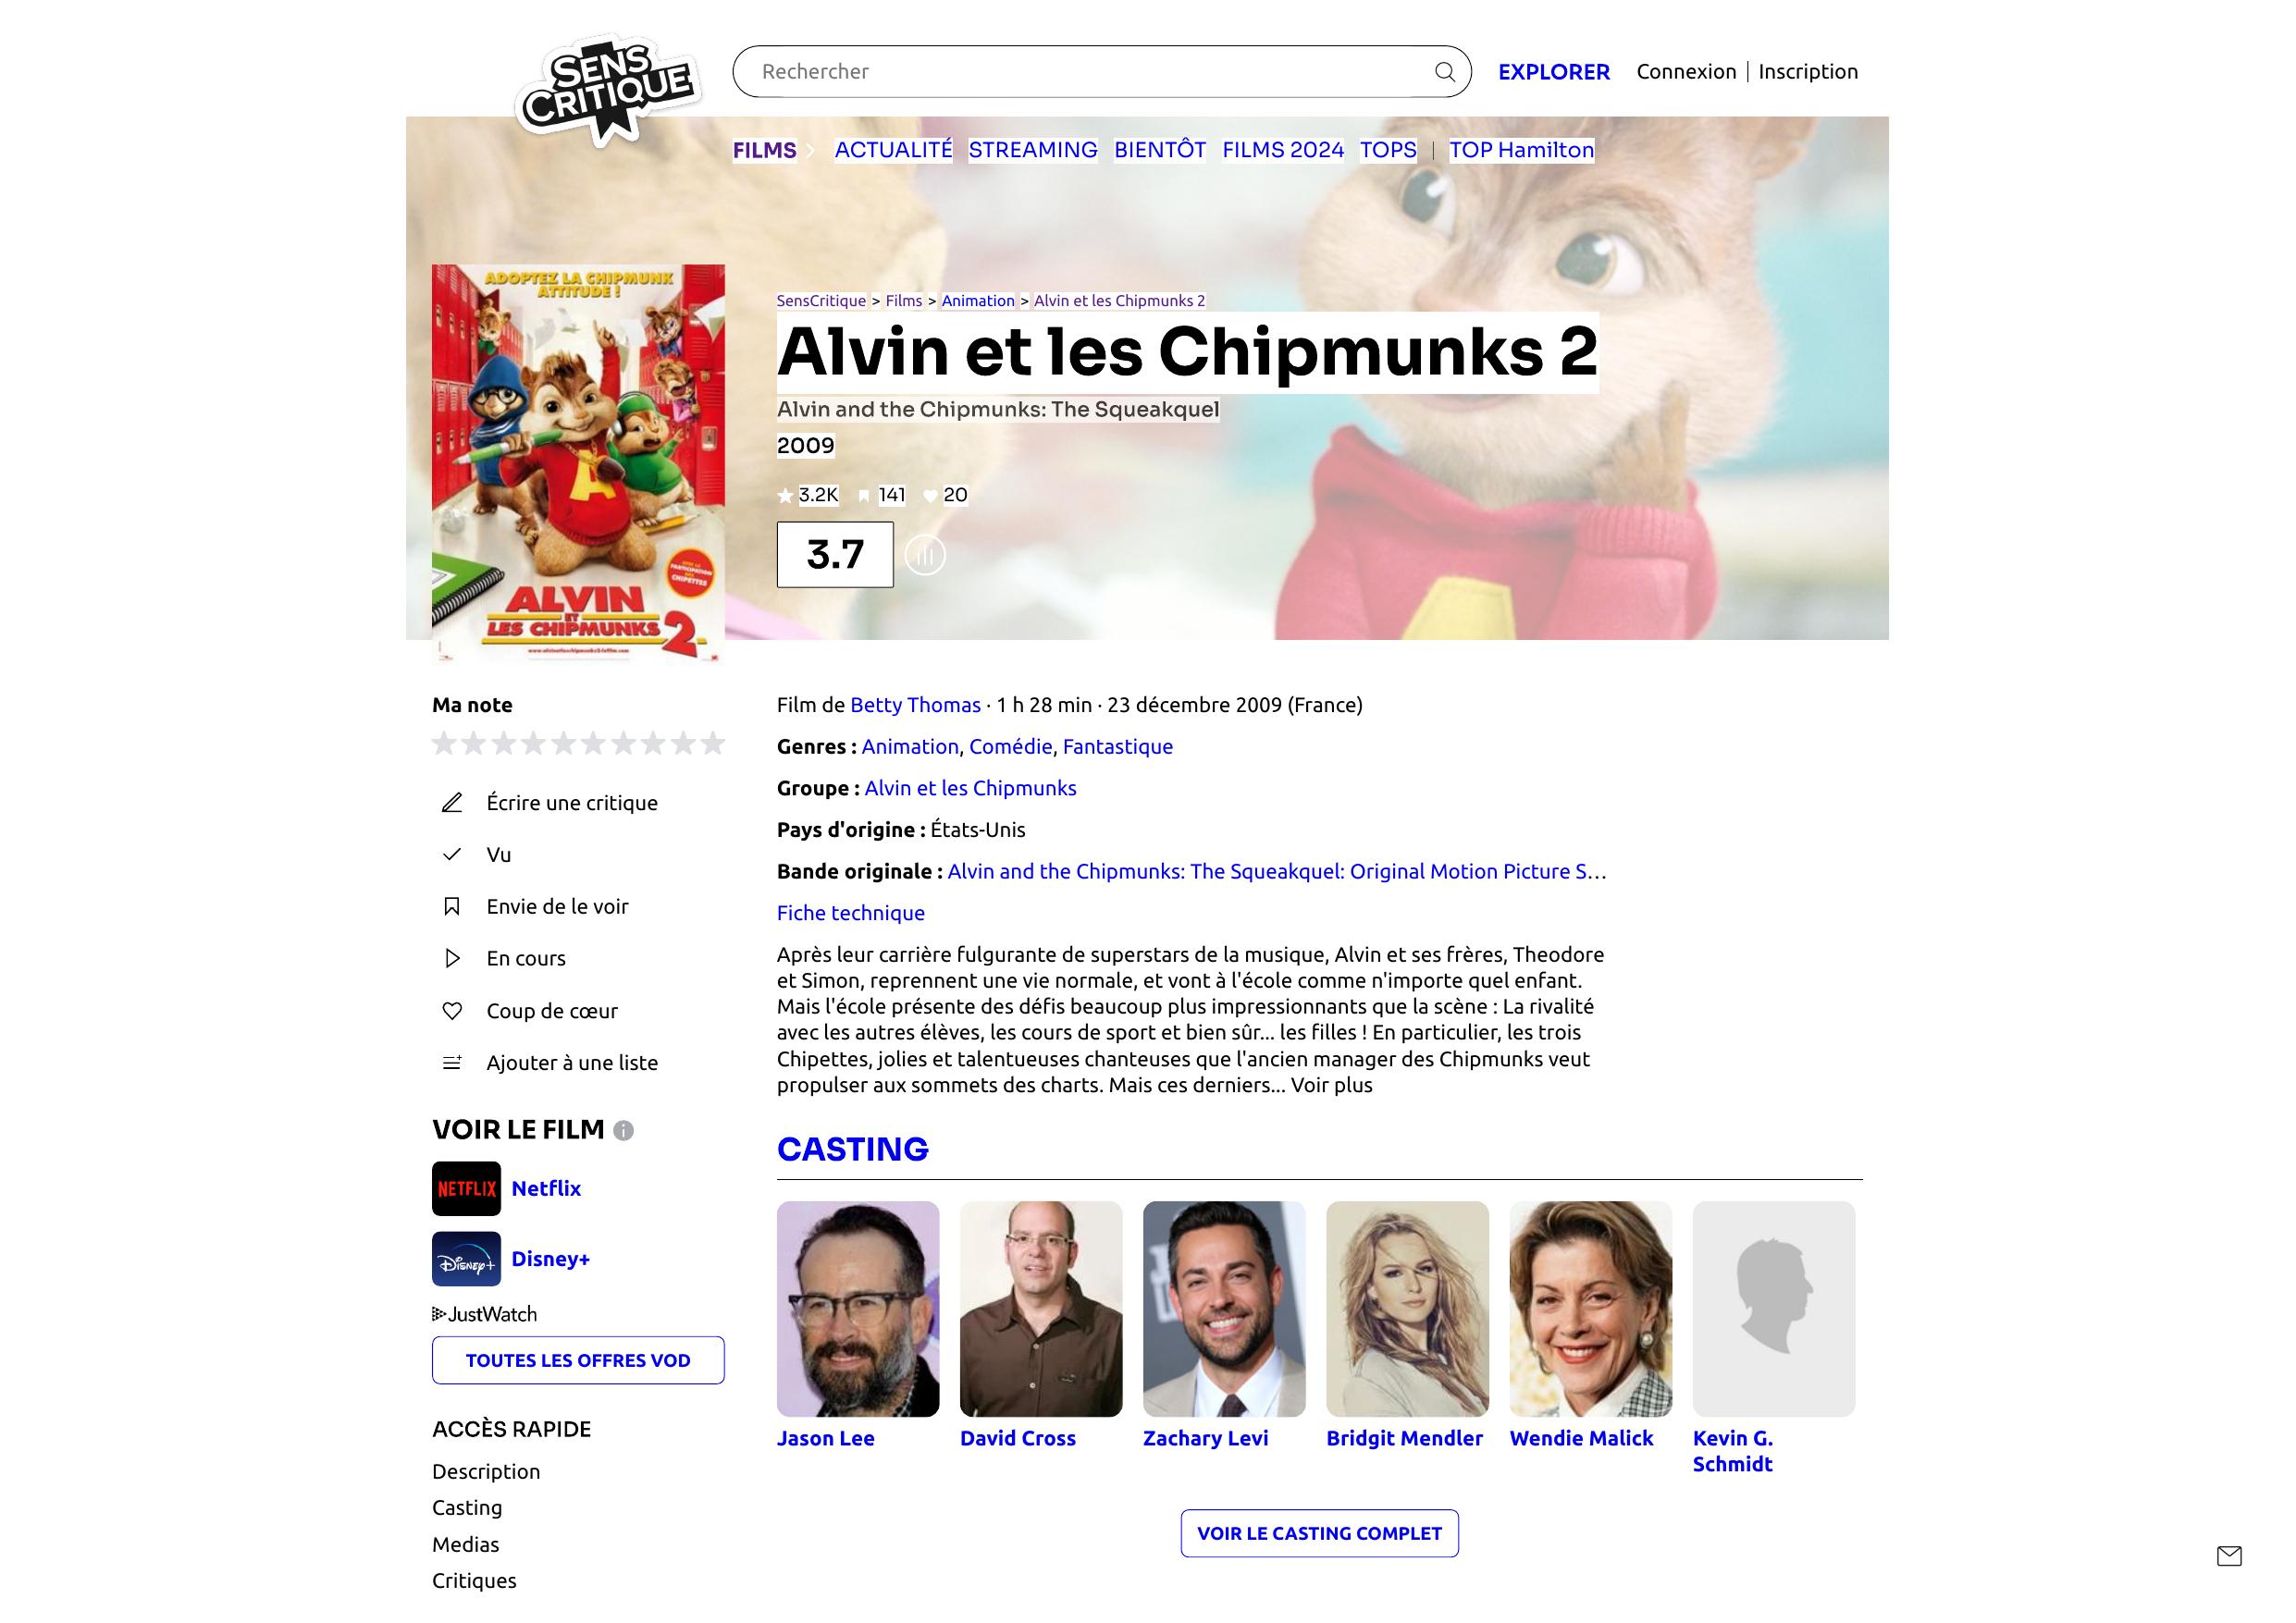 SENS CRITIQUE
Rechercher
EXPLORER
Connexion | Inscription
FILMS
ACTUALITÉ
STREAMING
BIENTÔT
FILMS 2024
TOPS
|
TOP Hamilton
ADOPTEZ LA CHIPMUNK
ATTITUDE !
A
ALVIN
ET
LES CHIPMUNKS 2
SensCritique > Films > Animation > Alvin et les Chipmunks 2
Alvin et les Chipmunks 2
Alvin and the Chipmunks: The Squeakquel
2009
3.2K
141
20
3.7
Ma note
Écrire une critique
Vu
Envie de le voir
En cours
Coup de cœur
Ajouter à une liste
VOIR LE FILM
NETFLIX
Netflix
Disney+
Disney+
JustWatch
TOUTES LES OFFRES VOD
ACCÈS RAPIDE
Description
Casting
Medias
Critiques
Film de Betty Thomas · 1 h 28 min · 23 décembre 2009 (France)
Genres : Animation, Comédie, Fantastique
Groupe : Alvin et les Chipmunks
Pays d'origine : États-Unis
Bande originale : Alvin and the Chipmunks: The Squeakquel: Original Motion Picture S…
Fiche technique
Après leur carrière fulgurante de superstars de la musique, Alvin et ses frères, Theodore
et Simon, reprennent une vie normale, et vont à l'école comme n'importe quel enfant.
Mais l'école présente des défis beaucoup plus impressionnants que la scène : La rivalité
avec les autres élèves, les cours de sport et bien sûr... les filles ! En particulier, les trois
Chipettes, jolies et talentueuses chanteuses que l'ancien manager des Chipmunks veut
propulser aux sommets des charts. Mais ces derniers... Voir plus
CASTING
Jason Lee
David Cross
Zachary Levi
Bridgit Mendler
Wendie Malick
Kevin G.
Schmidt
VOIR LE CASTING COMPLET